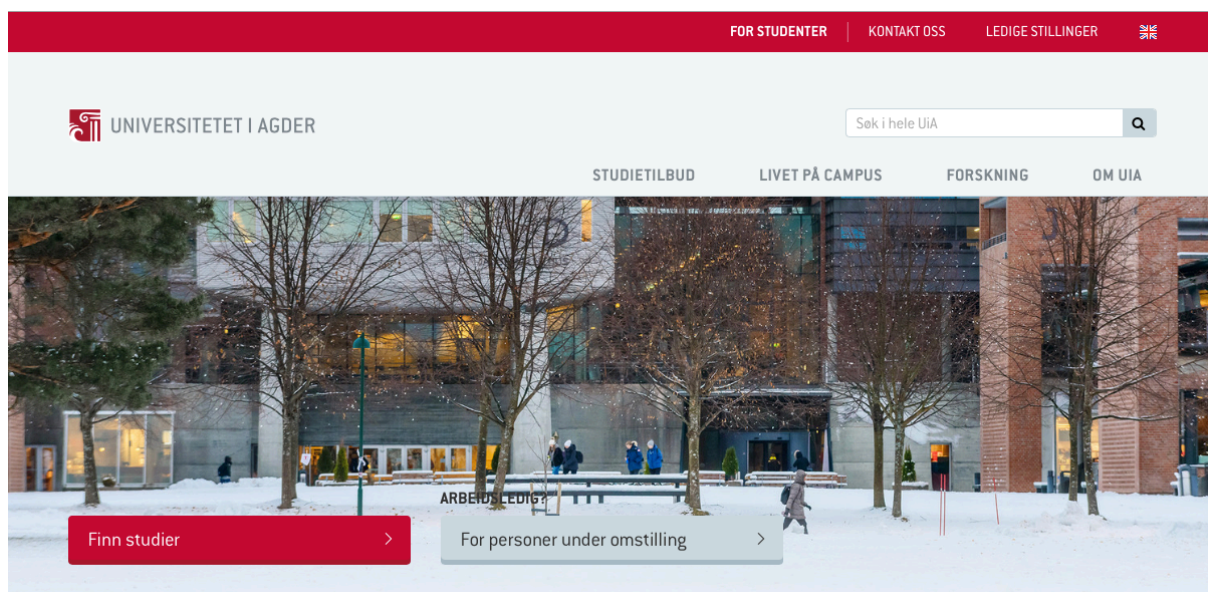 FOR STUDENTER
KONTAKT OSS
LEDIGE STILLINGER
UNIVERSITETET I AGDER
Søk i hele UiA
STUDIETILBUD
LIVET PÅ CAMPUS
FORSKNING
OM UIA
J
ARBEIDSLEDIG?
Finn studier
For personer under omstilling